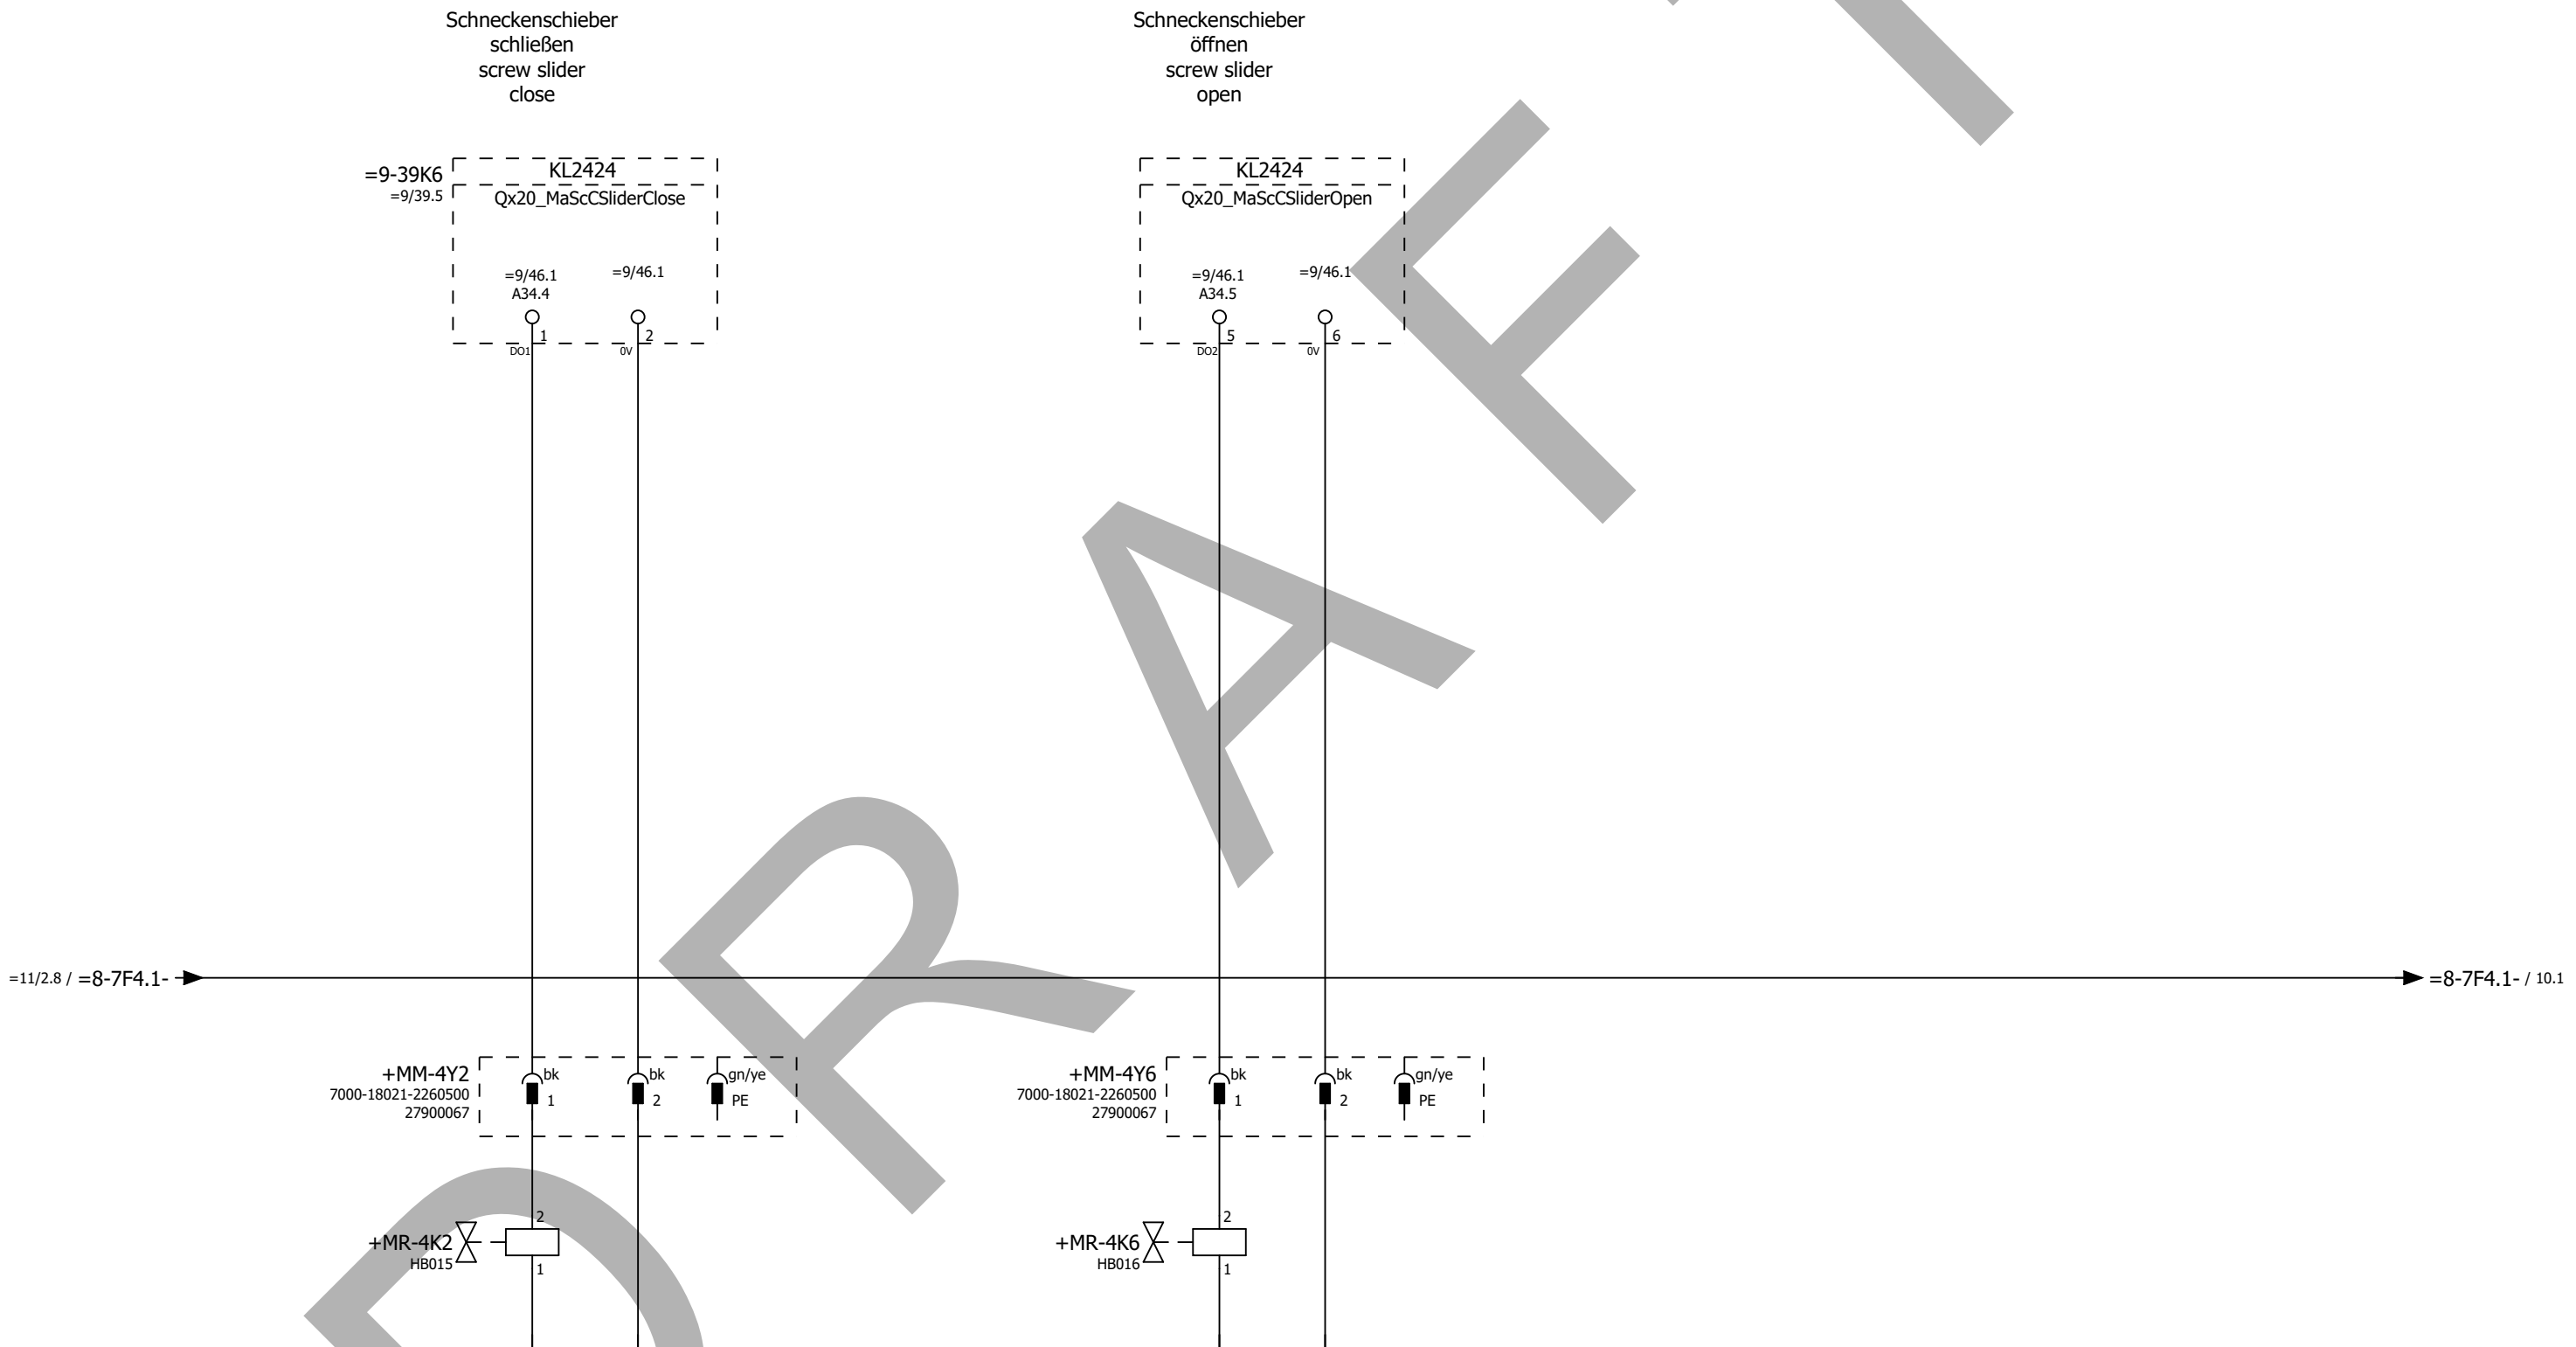 Schneckenschieber
schließen
screw slider
close
Schneckenschieber
öffnen
screw slider
open
=9-39K6
=9/39.5
KL2424
Qx20_MaScCSliderClose
=9/46.1
A34.4
=9/46.1
1
2
DO1
0V
KL2424
Qx20_MaScCSliderOpen
=9/46.1
A34.5
=9/46.1
5
6
DO2
0V
=11/2.8 / =8-7F4.1-
=8-7F4.1- / 10.1
+MM-4Y2
7000-18021-2260500
27900067
bk
1
bk
2
gn/ye
PE
+MM-4Y6
7000-18021-2260500
27900067
bk
1
bk
2
gn/ye
PE
+MR-4K2
HB015
2
1
+MR-4K6
HB016
2
1
DRAFT